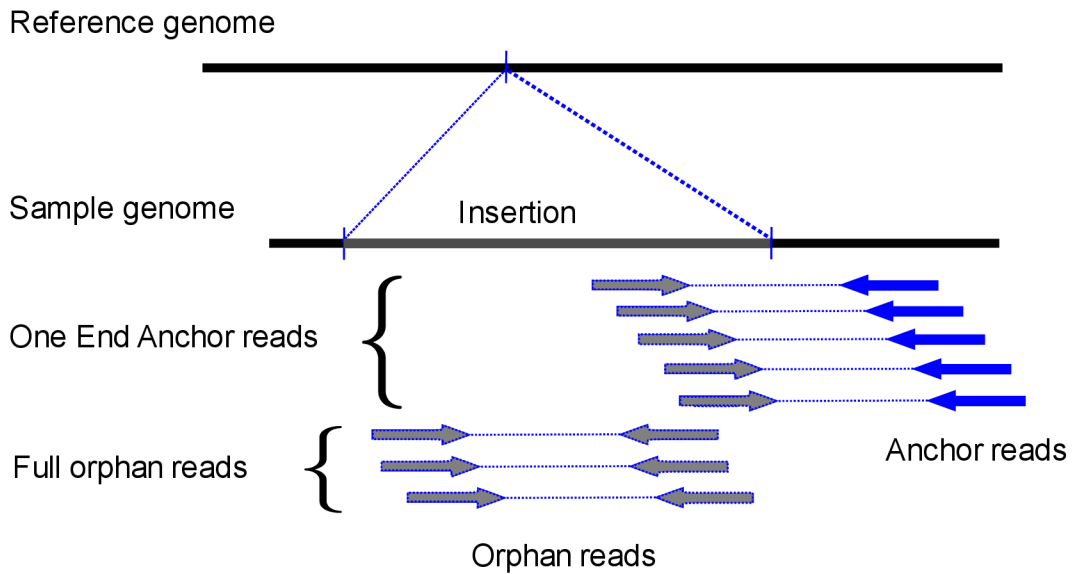 Reference genome
Sample genome
Insertion
One End Anchor reads
Anchor reads
Full orphan reads
Orphan reads